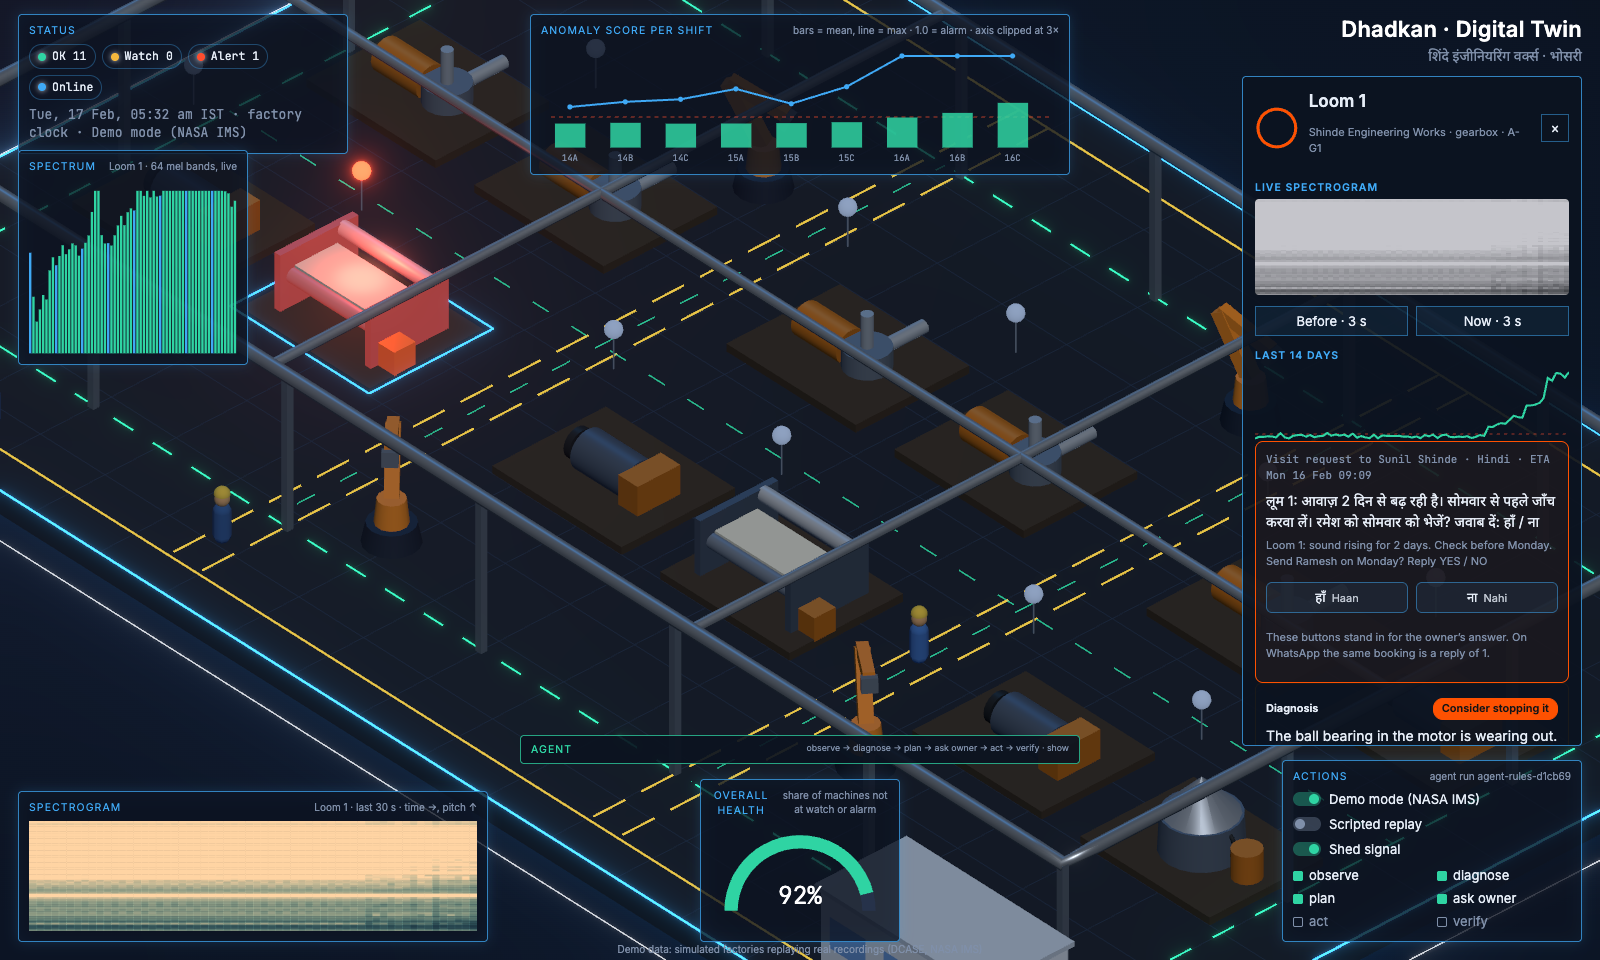 STATUS
OK 11
Watch 0
Alert 1
Online
Tue, 17 Feb, 05:32 am IST · factory
clock · Demo mode (NASA IMS)
SPECTRUM
Loom 1 · 64 mel bands, live
ANOMALY SCORE PER SHIFT
bars = mean, line = max · 1.0 = alarm · axis clipped at 3×
14A 14B 14C 15A 15B 15C 16A 16B 16C
Dhadkan · Digital Twin
शिंदे इंजीनियरिंग वर्क्स · भोसरी
Loom 1
Shinde Engineering Works · gearbox · A-
G1
×
LIVE SPECTROGRAM
Before · 3 s
Now · 3 s
LAST 14 DAYS
Visit request to Sunil Shinde · Hindi · ETA
Mon 16 Feb 09:09
लूम 1: आवाज़ 2 दिन से बढ़ रही है। सोमवार से पहले जाँच
करवा लें। रमेश को सोमवार को भेजें? जवाब दें: हाँ / ना
Loom 1: sound rising for 2 days. Check before Monday.
Send Ramesh on Monday? Reply YES / NO
हाँ Haan
ना Nahi
These buttons stand in for the owner's answer. On
WhatsApp the same booking is a reply of 1.
Diagnosis
Consider stopping it
The ball bearing in the motor is wearing out.
AGENT
observe → diagnose → plan → ask owner → act → verify · show
SPECTROGRAM
Loom 1 · last 30 s · time →, pitch ↑
OVERALL
HEALTH
share of machines not
at watch or alarm
92%
ACTIONS
agent run agent-rules-d1cb69
Demo mode (NASA IMS)
Scripted replay
Shed signal
observe
diagnose
plan
ask owner
act
verify
Demo data: simulated factories replaying real recordings